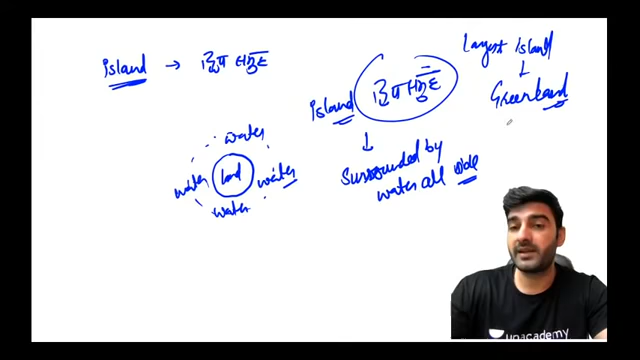 Island →
Island
Surrounded by
water all side
Largest Island
Greenland
water
water
Land
water
water
unacademy